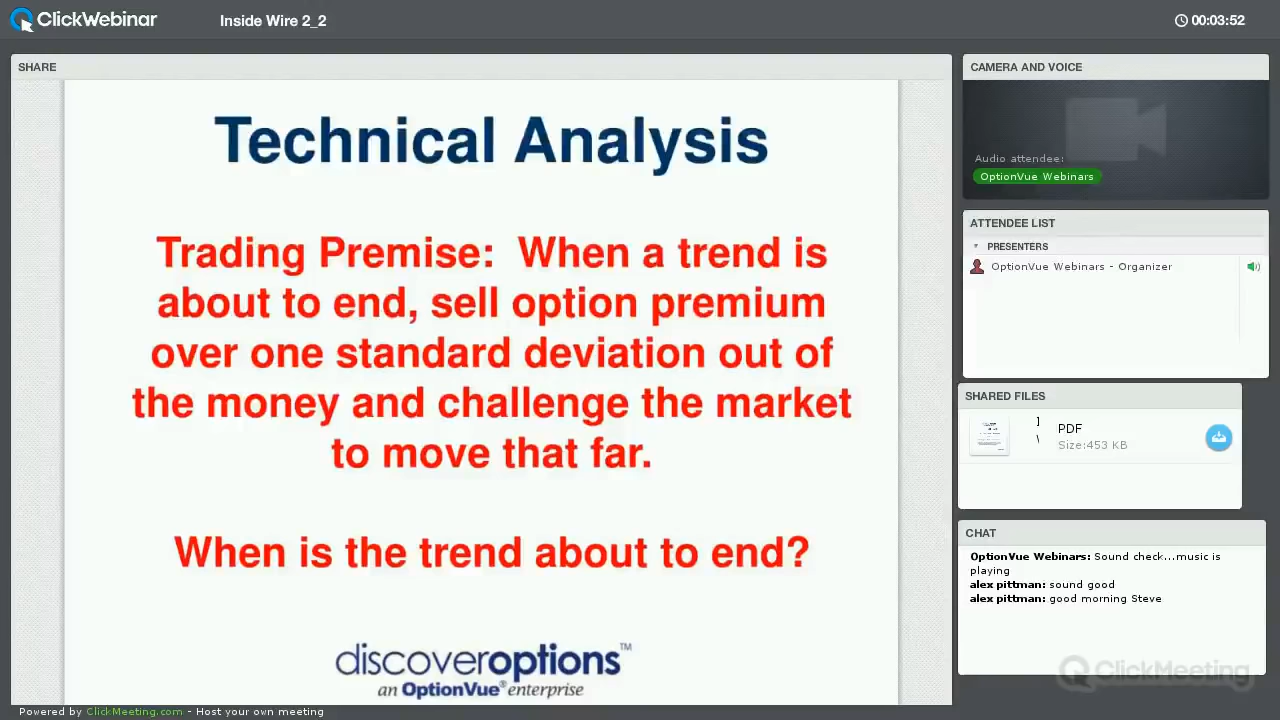 ClickWebinar
Inside Wire 2_2
00:03:52
SHARE
Technical Analysis
Trading Premise: When a trend is
about to end, sell option premium
over one standard deviation out of
the money and challenge the market
to move that far.
When is the trend about to end?
discoveroptions™
an OptionVue® enterprise
CAMERA AND VOICE
Audio attendee:
OptionVue Webinars
ATTENDEE LIST
PRESENTERS
OptionVue Webinars - Organizer
SHARED FILES
PDF
Size:453 KB
CHAT
OptionVue Webinars: Sound check...music is
playing
alex pittman: sound good
alex pittman: good morning Steve
ClickMeeting
Powered by ClickMeeting.com - Host your own meeting